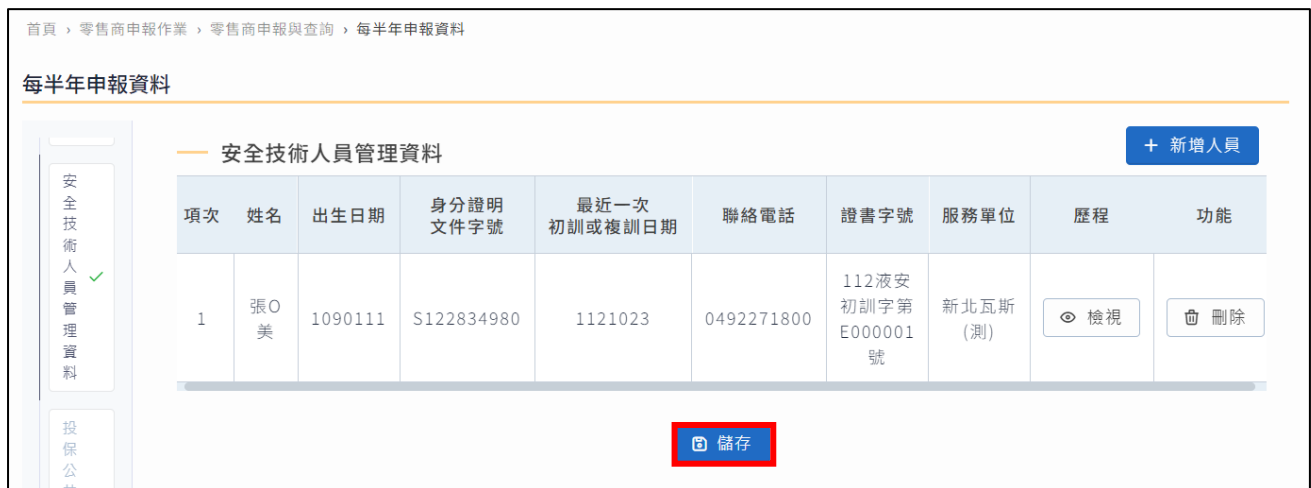 首頁 › 零售商申報作業 › 零售商申報與查詢 › 每半年申報資料
每半年申報資料
安
全
技
術
人
員
管
理
資
料
投
保
公
安全技術人員管理資料
+ 新增人員
項次 姓名 出生日期 身分證明 最近一次 聯絡電話 證書字號 服務單位 歷程 功能
文件字號 初訓或複訓日期
1 張O 1090111 S122834980 1121023 0492271800 112液安 新北瓦斯 檢視 刪除
美 初訓字第 (測)
E000001
號
儲存